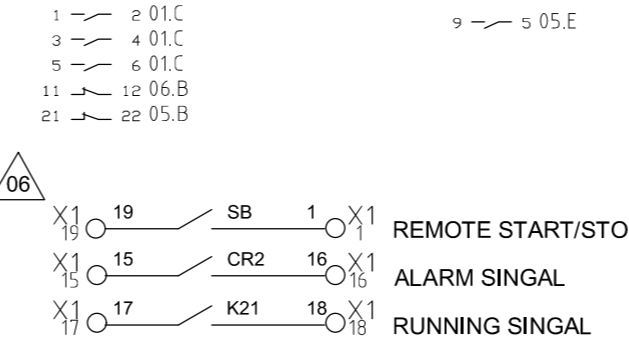 1 2 01.C
3 4 01.C
5 6 01.C
11 12 06.B
21 22 05.B
9 5 05.E
06
X1 19 19 SB 1 X1 1 REMOTE START/STO
X1 15 15 CR2 16 X1 16 ALARM SINGAL
X1 17 17 K21 18 X1 18 RUNNING SINGAL